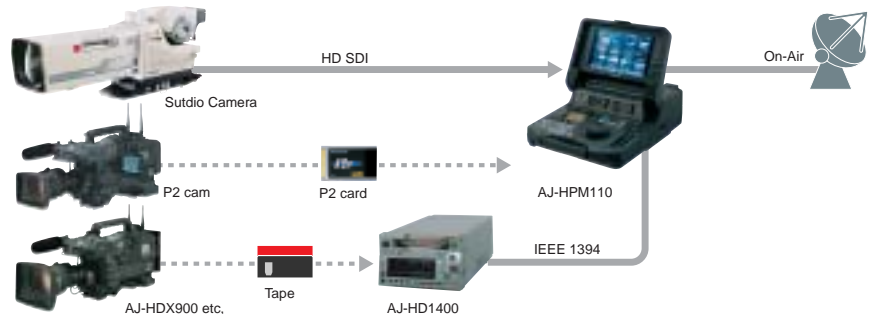 HD SDI
On-Air
Sutdio Camera
P2 cam
P2 card
AJ-HPM110
IEEE 1394
Tape
AJ-HDX900 etc,
AJ-HD1400